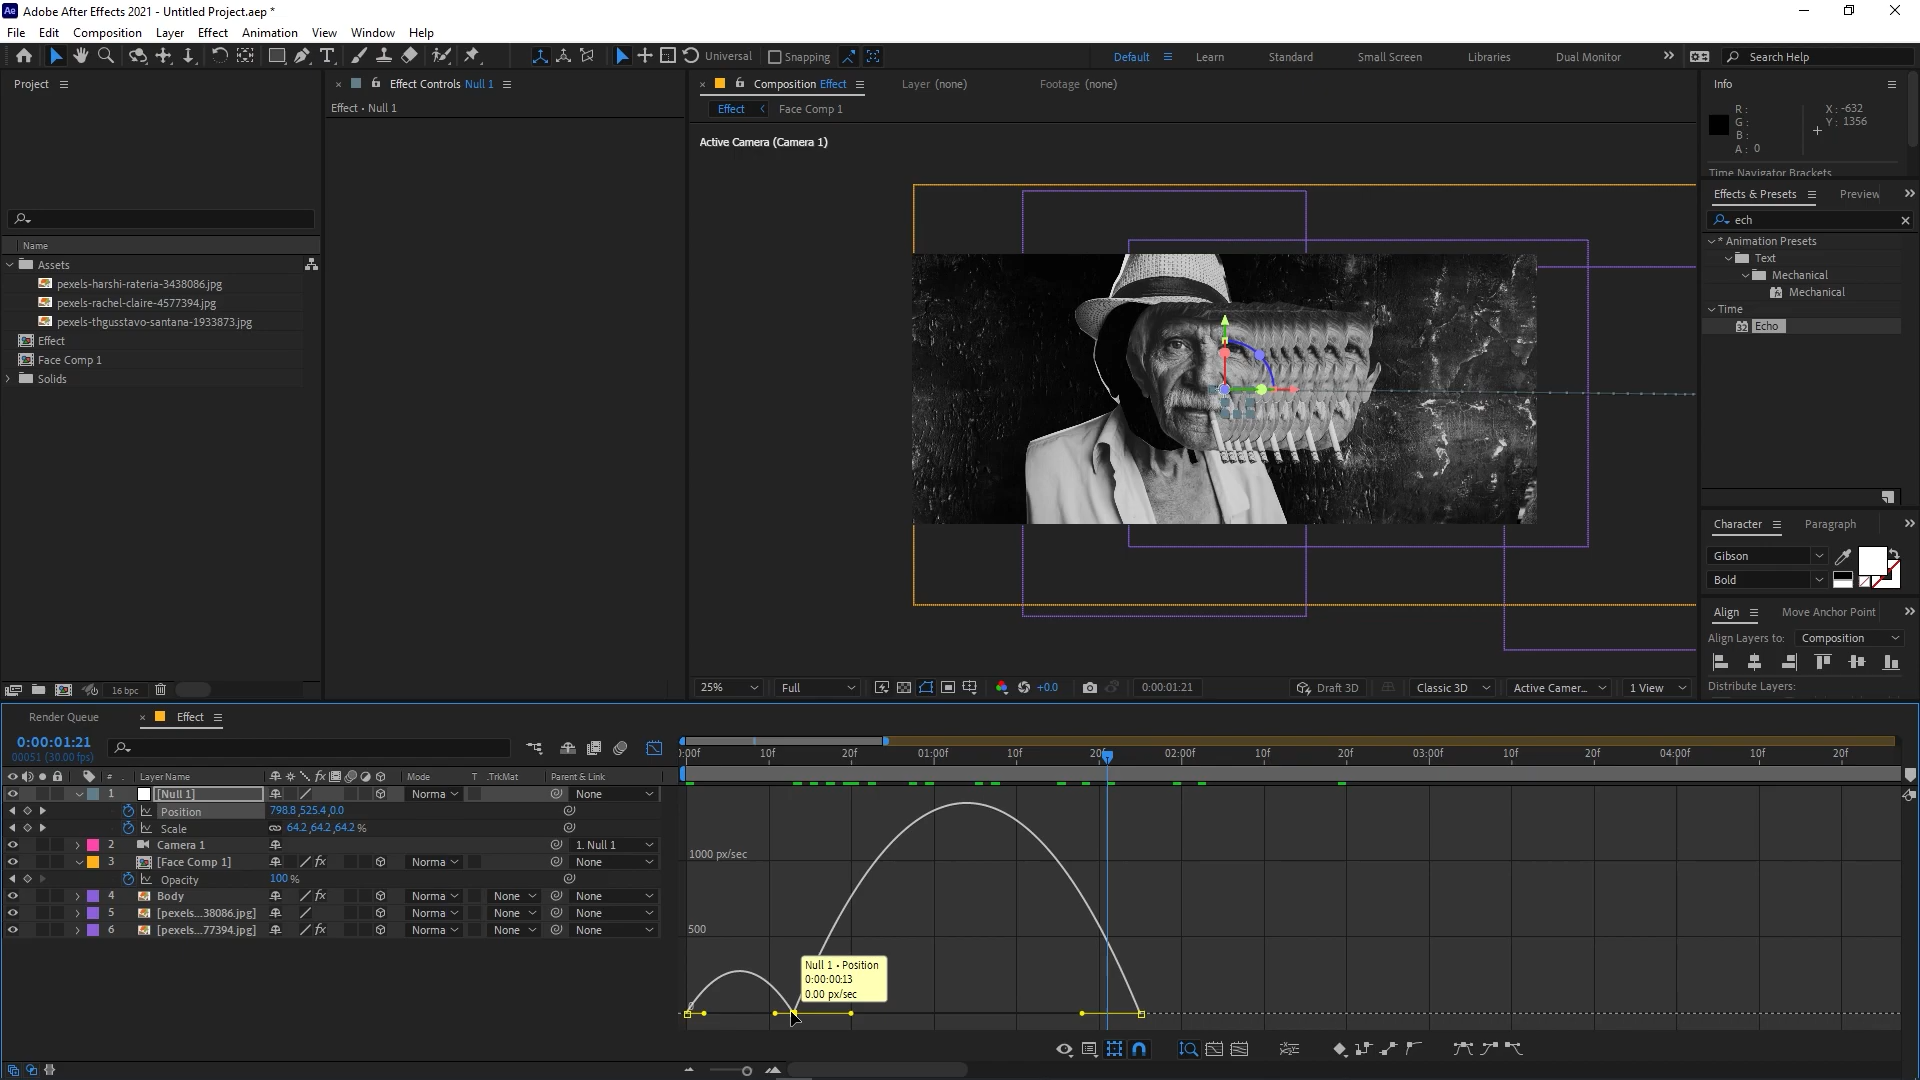 Ae Adobe After Effects 2021 - Untitled Project.aep *
File Edit Composition Layer Effect Animation View Window Help
Universal Snapping Default Learn Standard Small Screen Libraries Dual Monitor Search Help
Project
Effect Controls Null 1
Effect • Null 1
Name
Assets
pexels-harshi-rateria-3438086.jpg
pexels-rachel-claire-4577394.jpg
pexels-thgusstavo-santana-1933873.jpg
Effect
Face Comp 1
Solids
16 bpc
Composition Effect Layer (none) Footage (none)
Effect Face Comp 1
Active Camera (Camera 1)
25% Full +0.0 0:00:01:21 Draft 3D Classic 3D Active Camer... 1 View
Info
R :
G :
B :
A : 0
X : -632
Y : 1356
Time Navigator Brackets
Effects & Presets Preview
ech
* Animation Presets
Text
Mechanical
Mechanical
Time
32 Echo
Character Paragraph
Gibson
Bold
Align Move Anchor Point
Align Layers to: Composition
Distribute Layers:
Render Queue Effect
0:00:01:21
00051 (30.00 fps)
# Layer Name Mode T .TrkMat Parent & Link
1 [Null 1] Norma None
Position 798.8,525.4,0.0
Scale 64.2,64.2,64.2 %
2 Camera 1 1. Null 1
3 [Face Comp 1] Norma None
Opacity 100 %
4 Body Norma None None
5 [pexels...38086.jpg] Norma None None
6 [pexels...77394.jpg] Norma None None
):00f 10f 20f 01:00f 10f 20f 02:00f 10f 20f 03:00f 10f 20f 04:00f 10f 20f
1000 px/sec
500
0
Null 1 • Position
0:00:00:13
0.00 px/sec